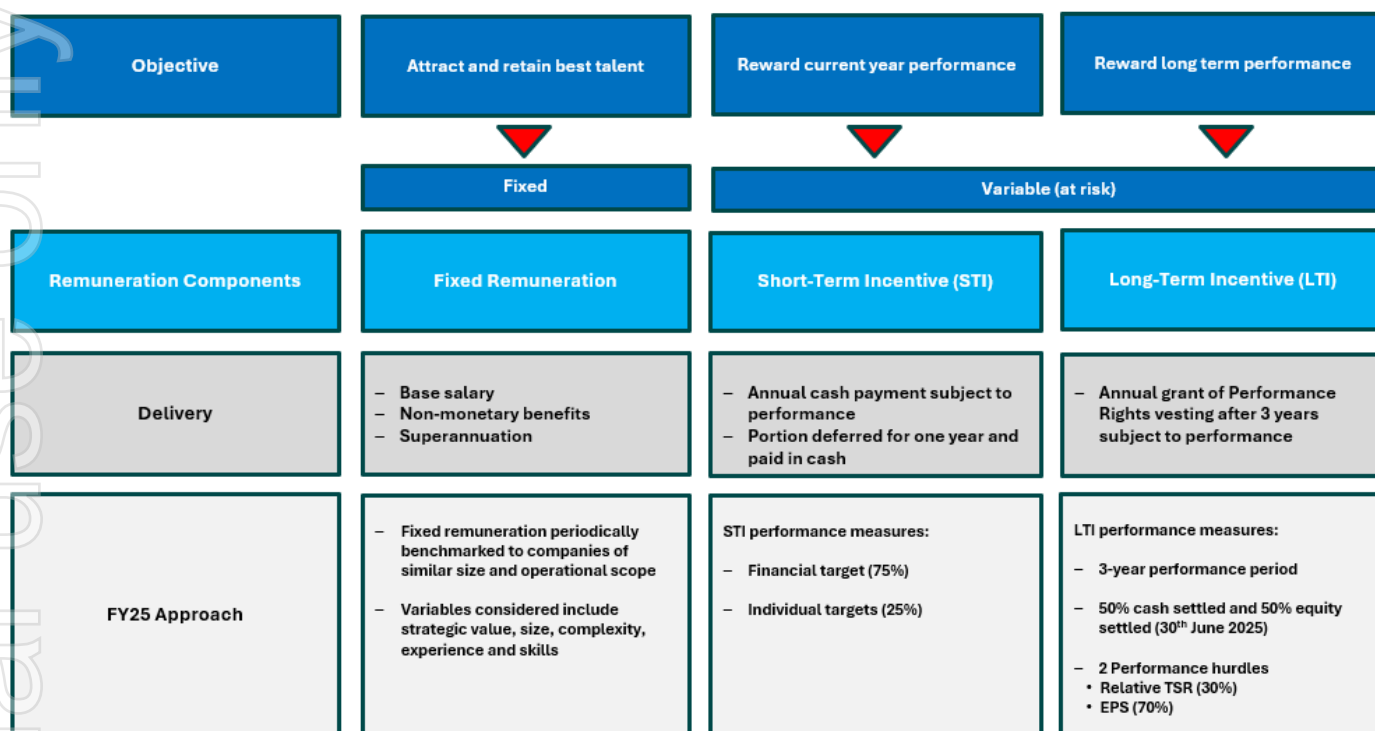 Objective
Attract and retain best talent
Reward current year performance
Reward long term performance
Fixed
Variable (at risk)
Remuneration Components
Fixed Remuneration
Short-Term Incentive (STI)
Long-Term Incentive (LTI)
Delivery
– Base salary
– Non-monetary benefits
– Superannuation
– Annual cash payment subject to
performance
– Portion deferred for one year and
paid in cash
– Annual grant of Performance
Rights vesting after 3 years
subject to performance
FY25 Approach
– Fixed remuneration periodically
benchmarked to companies of
similar size and operational scope
– Variables considered include
strategic value, size, complexity,
experience and skills
STI performance measures:
– Financial target (75%)
– Individual targets (25%)
LTI performance measures:
– 3-year performance period
– 50% cash settled and 50% equity
settled (30th June 2025)
– 2 Performance hurdles
• Relative TSR (30%)
• EPS (70%)
use only